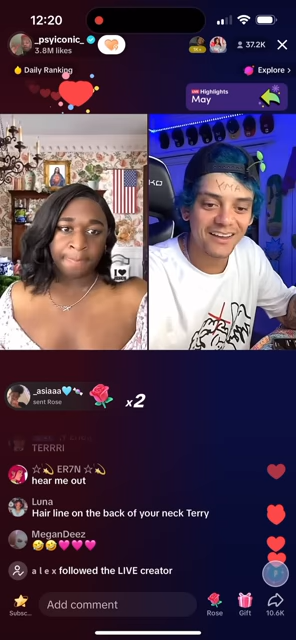 12:20
_psyiconic_
3.8M likes
37.2K
Daily Ranking
Explore >
LIVE Highlights
May
_asiaaa🩵🍬
sent Rose
x2
TERRRI
☆💫 ER7N ☆💫
hear me out
Luna
Hair line on the back of your neck Terry
MeganDeez
🤣🤣💖💖💖
a l e x followed the LIVE creator
Subsc...
Add comment
Rose
Gift
10.6K